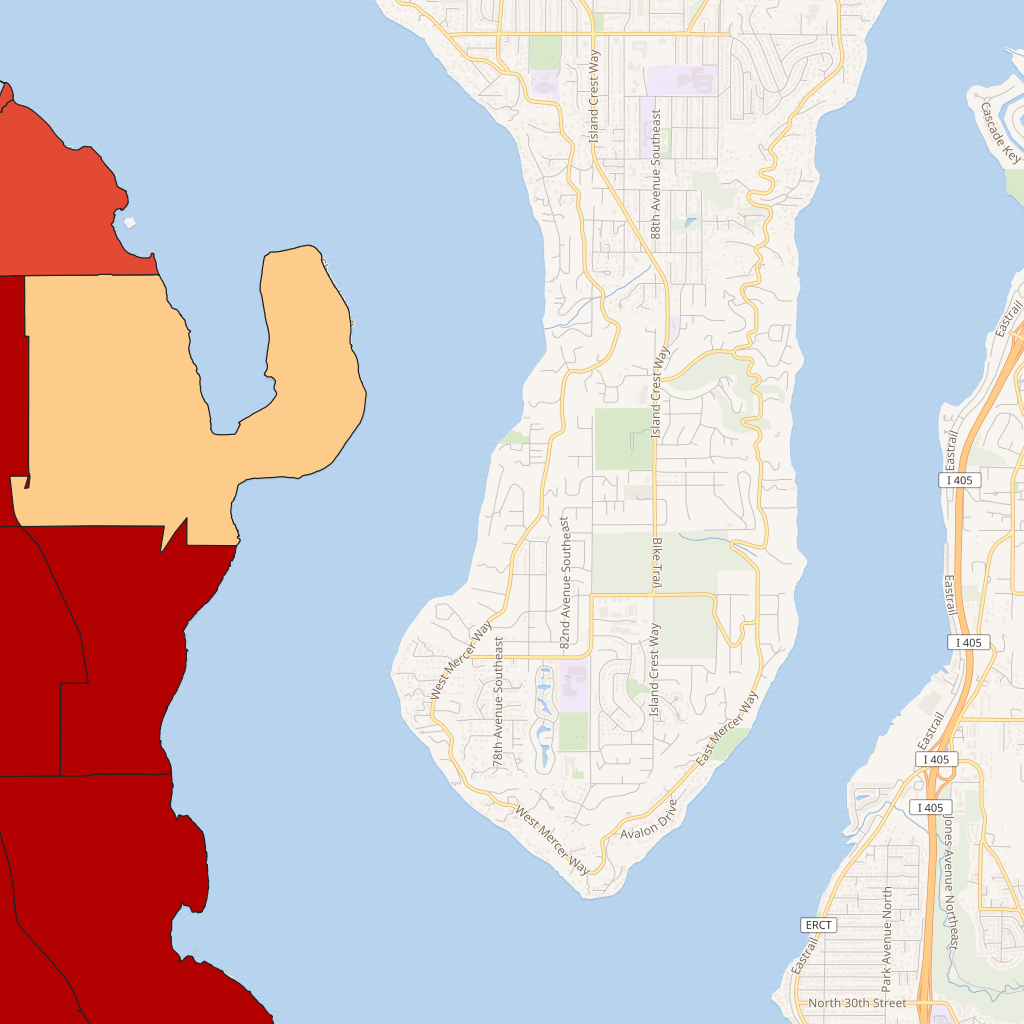 Island Crest Way
88th Avenue Southeast
Cascade Key
Eastrail
Island Crest Way
Eastrail
I 405
82nd Avenue Southeast
Bike Trail
Eastrail
West Mercer Way
78th Avenue Southeast
Island Crest Way
I 405
East Mercer Way
Eastrail
I 405
I 405
West Mercer Way
Avalon Drive
Jones Avenue Northeast
Park Avenue North
ERCT
Eastrail
North 30th Street